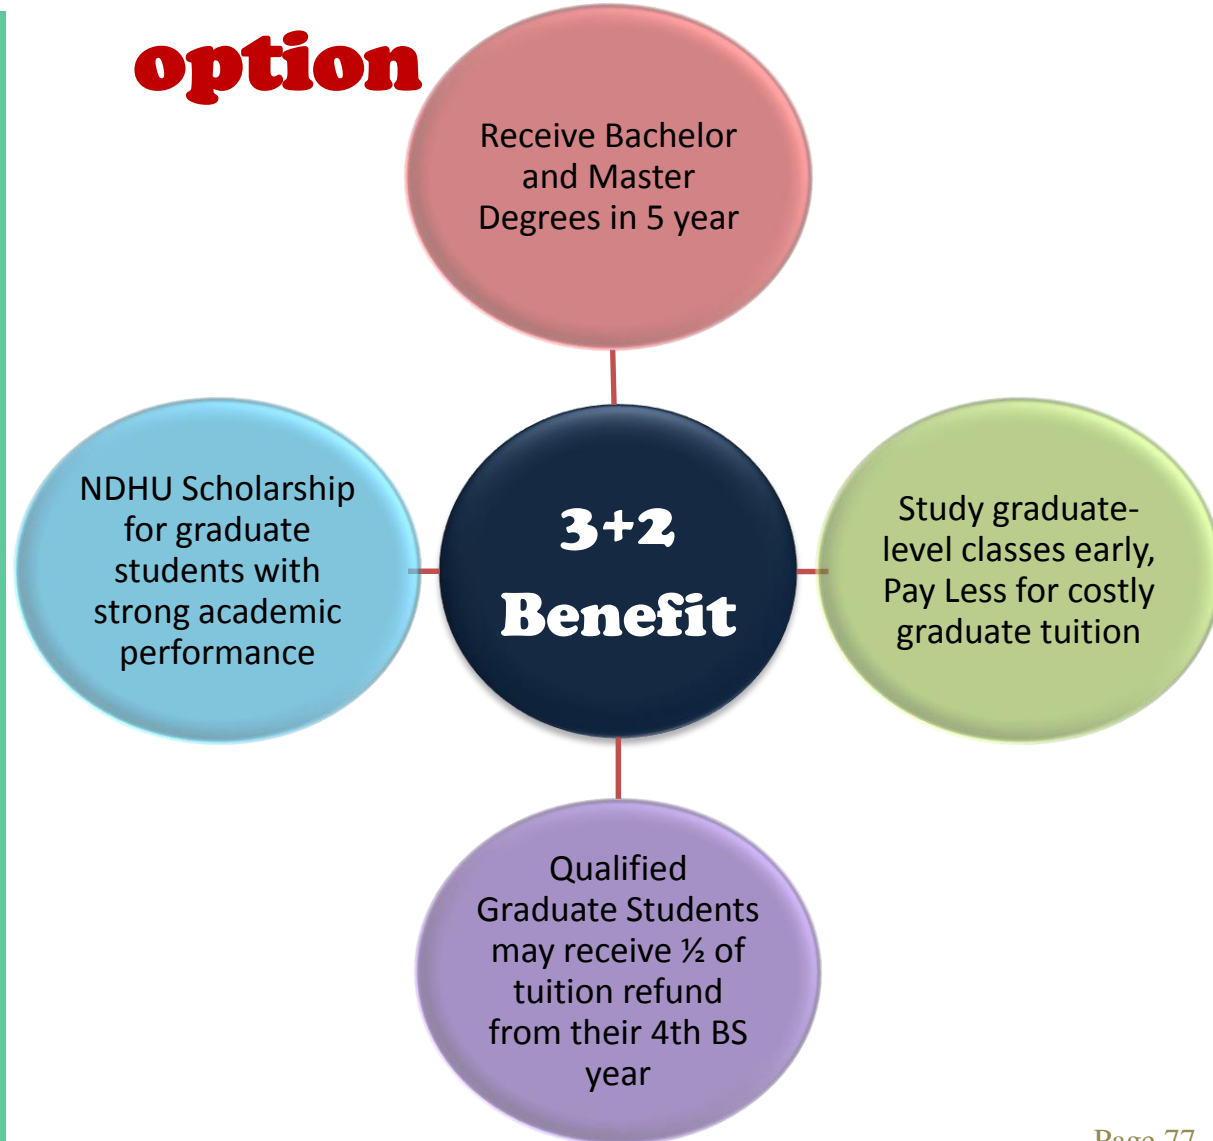 option
Receive Bachelor
and Master
Degrees in 5 year
NDHU Scholarship
for graduate
students with
strong academic
performance
3+2
Benefit
Study graduate-
level classes early,
Pay Less for costly
graduate tuition
Qualified
Graduate Students
may receive ½ of
tuition refund
from their 4th BS
year
Page 77